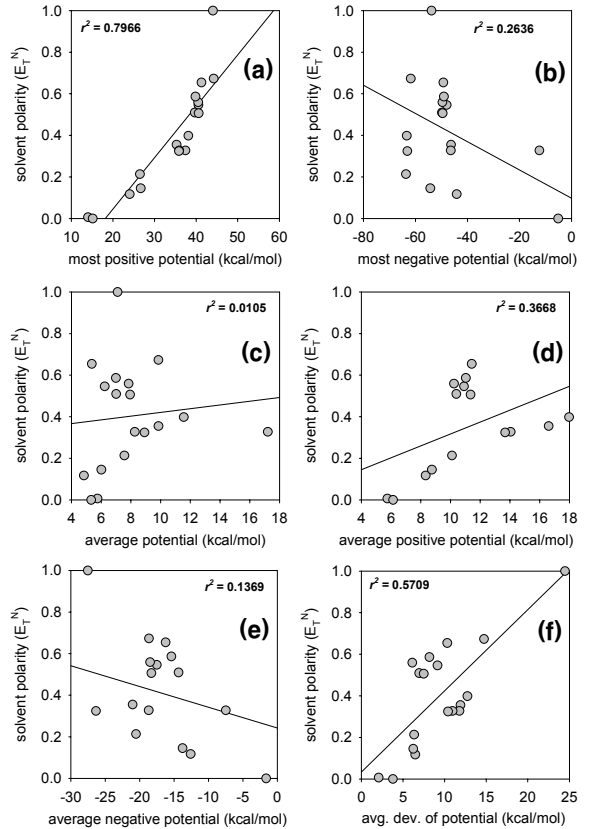 r² = 0.7966
(a)
solvent polarity (E_T^N)
1.0
0.8
0.6
0.4
0.2
0.0
10 20 30 40 50 60
most positive potential (kcal/mol)
r² = 0.2636
(b)
solvent polarity (E_T^N)
1.0
0.8
0.6
0.4
0.2
0.0
-80 -60 -40 -20 0
most negative potential (kcal/mol)
r² = 0.0105
(c)
solvent polarity (E_T^N)
1.0
0.8
0.6
0.4
0.2
0.0
4 6 8 10 12 14 16 18
average potential (kcal/mol)
r² = 0.3668
(d)
solvent polarity (E_T^N)
1.0
0.8
0.6
0.4
0.2
0.0
4 6 8 10 12 14 16 18
average positive potential (kcal/mol)
r² = 0.1369
(e)
solvent polarity (E_T^N)
1.0
0.8
0.6
0.4
0.2
0.0
-30 -25 -20 -15 -10 -5 0
average negative potential (kcal/mol)
r² = 0.5709
(f)
solvent polarity (E_T^N)
1.0
0.8
0.6
0.4
0.2
0.0
0 5 10 15 20 25
avg. dev. of potential (kcal/mol)